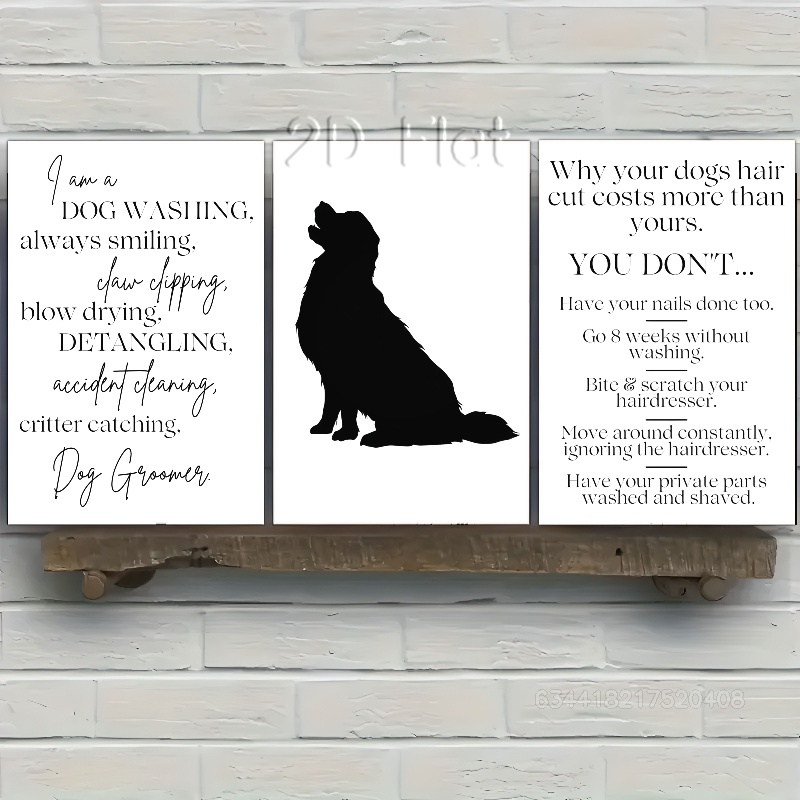 2D Flat
I am a
DOG WASHING,
always smiling,
claw clipping,
blow drying,
DETANGLING,
accident cleaning,
critter catching.
Dog Groomer.
Why your dogs hair
cut costs more than
yours.
YOU DON'T...
Have your nails done too.
Go 8 weeks without
washing.
Bite & scratch your
hairdresser.
Move around constantly,
ignoring the hairdresser.
Have your private parts
washed and shaved.
634418217520408